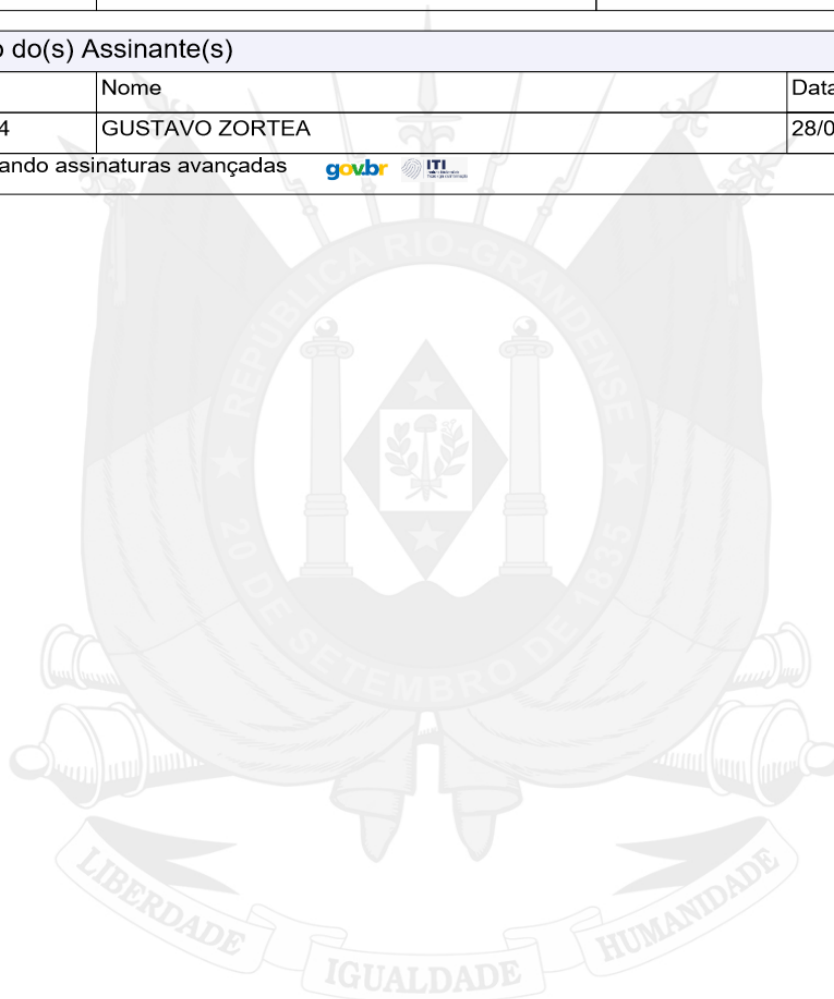 o do(s) Assinante(s)
Nome Data
4 GUSTAVO ZORTEA 28/0
ando assinaturas avançadas gov.br ITI
REPÚBLICA RIO-GRANDENSE
20 DE SETEMBRO DE 1835
LIBERDADE IGUALDADE HUMANIDADE